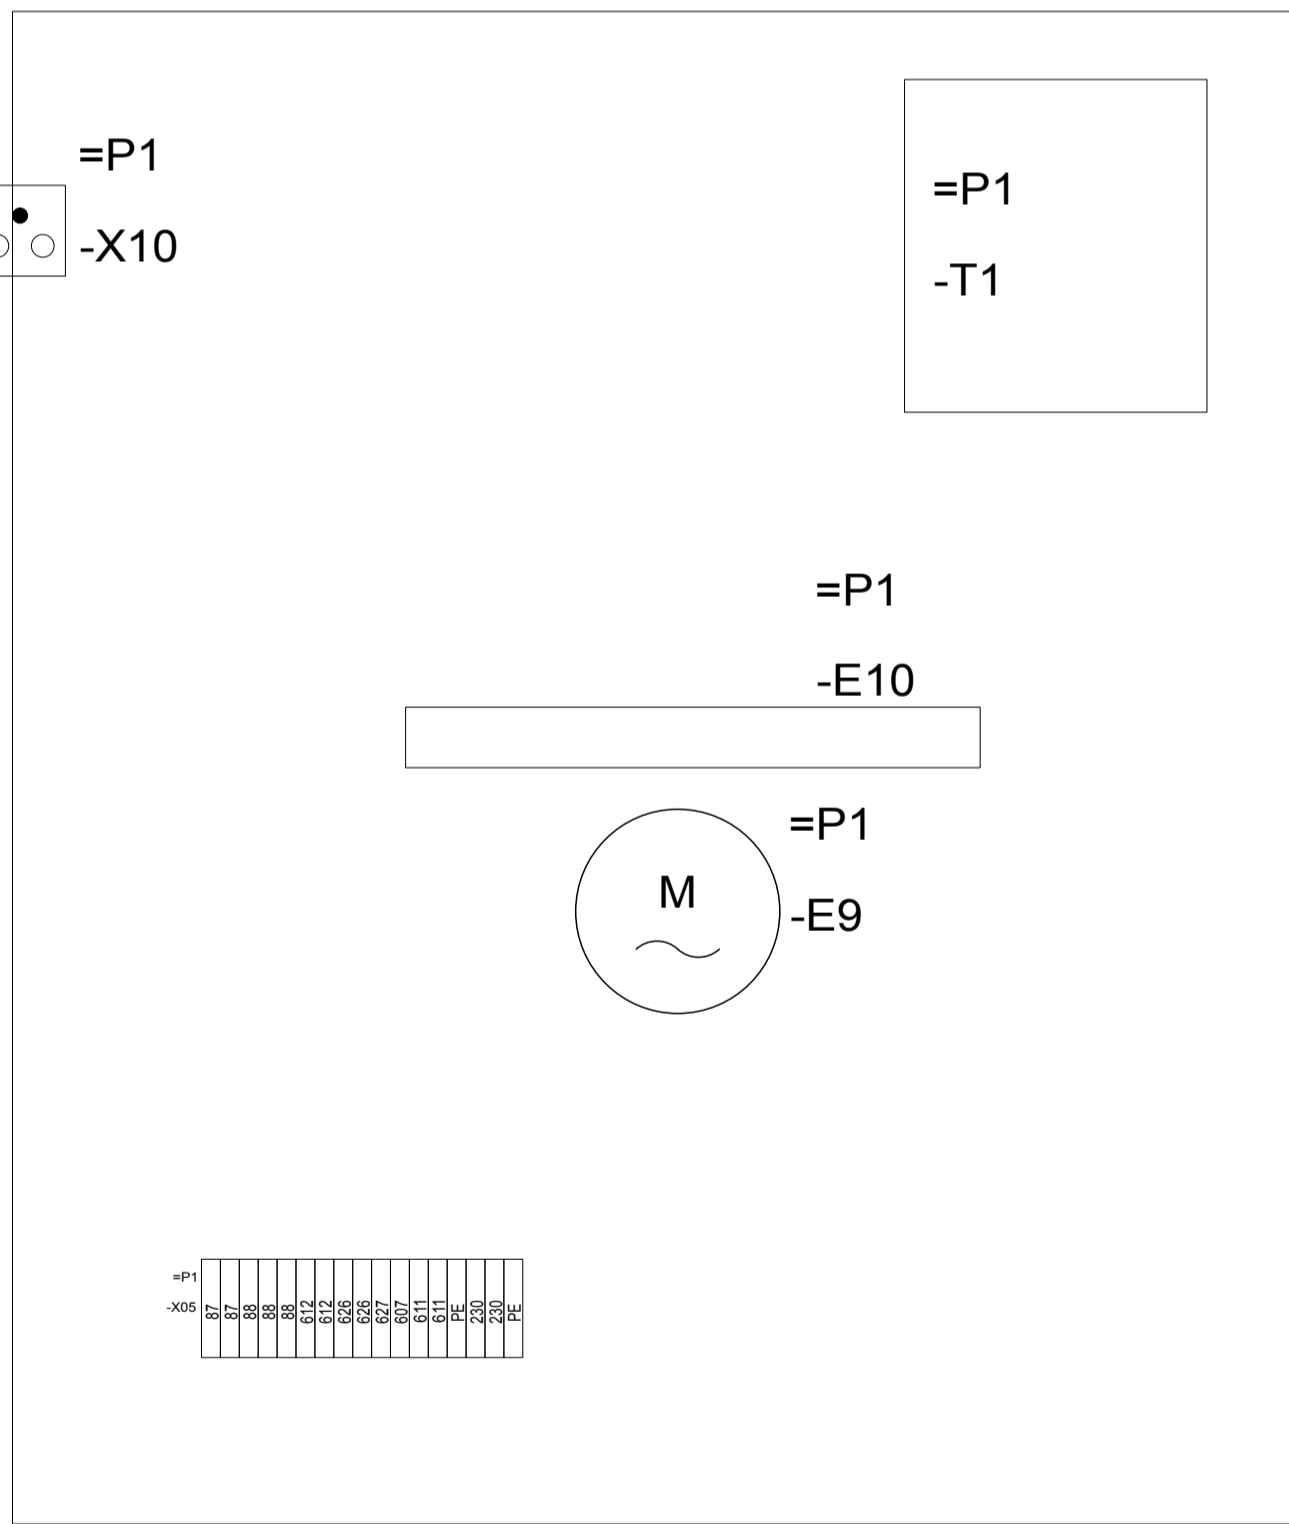 =P1
-X10
=P1
-T1
=P1
-E10
=P1
M
-E9
=P1
-X05
87 87 88 88 88 612 612 626 626 627 607 611 611 PE 230 230 PE